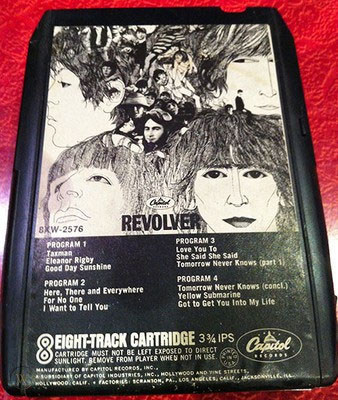 Capitol
REVOLVER
8XW-2576
PROGRAM 1
Taxman
Eleanor Rigby
Good Day Sunshine
PROGRAM 2
Here, There and Everywhere
For No One
I Want to Tell You
PROGRAM 3
Love You To
She Said She Said
Tomorrow Never Knows (part 1)
PROGRAM 4
Tomorrow Never Knows (concl.)
Yellow Submarine
Got to Get You Into My Life
8 EIGHT-TRACK CARTRIDGE 3¾ IPS
CARTRIDGE MUST NOT BE LEFT EXPOSED TO DIRECT
SUNLIGHT. REMOVE FROM PLAYER WHEN NOT IN USE.
Capitol
RECORDS
MANUFACTURED BY CAPITOL RECORDS, INC.,
A SUBSIDIARY OF CAPITOL INDUSTRIES, INC., HOLLYWOOD AND VINE STREETS,
HOLLYWOOD, CALIF. • FACTORIES: SCRANTON, PA., LOS ANGELES, CALIF., JACKSONVILLE, ILL.